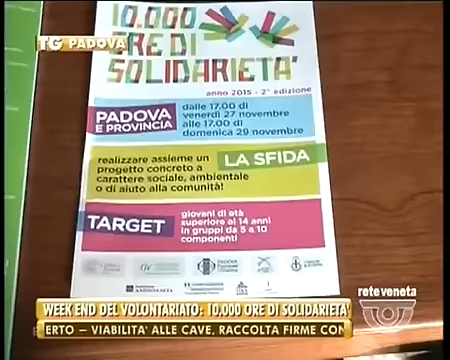 TG PADOVA
10.000
ORE DI
SOLIDARIETA'
anno 2015 - 2ª edizione
PADOVA
E PROVINCIA
dalle 17.00 di
venerdì 27 novembre
alle 17.00 di
domenica 29 novembre
realizzare assieme un
progetto concreto a
carattere sociale, ambientale
o di aiuto alla comunità!
LA SFIDA
TARGET
giovani di età
superiore ai 14 anni
in gruppi da 5 a 10
componenti
reteveneta
WEEK END DEL VOLONTARIATO: 10.000 ORE DI SOLIDARIETA'
ERTO – VIABILITA' ALLE CAVE, RACCOLTA FIRME CON